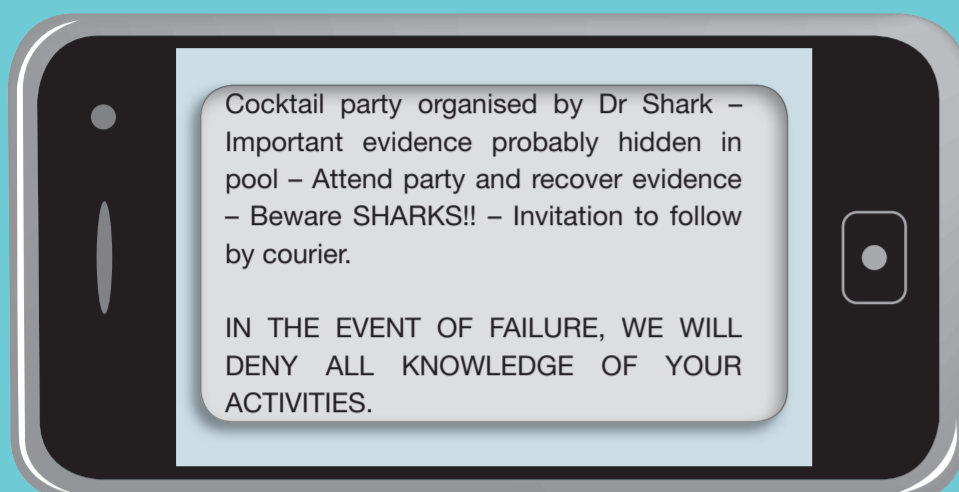 Cocktail party organised by Dr Shark –
Important evidence probably hidden in
pool – Attend party and recover evidence
– Beware SHARKS!! – Invitation to follow
by courier.
IN THE EVENT OF FAILURE, WE WILL
DENY ALL KNOWLEDGE OF YOUR
ACTIVITIES.